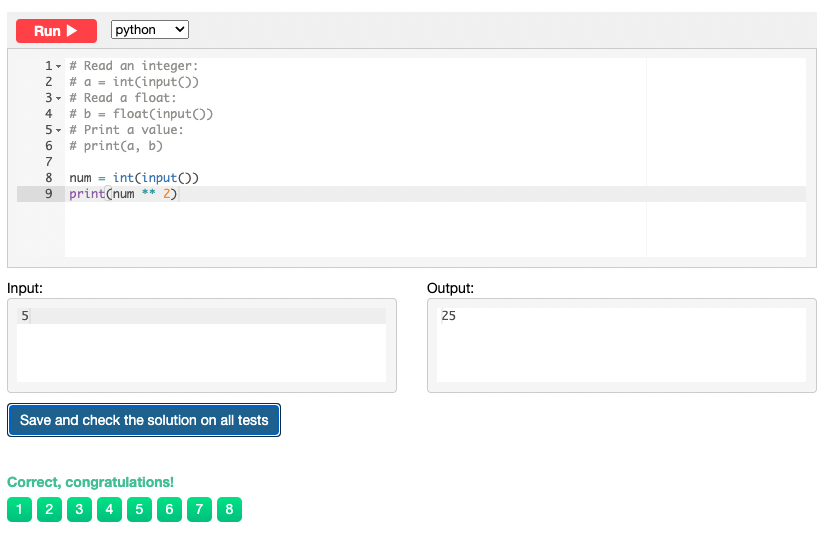 Run python
1 # Read an integer:
2 # a = int(input())
3 # Read a float:
4 # b = float(input())
5 # Print a value:
6 # print(a, b)
7
8 num = int(input())
9 print(num ** 2)
Input: Output:
5 25
Save and check the solution on all tests
Correct, congratulations!
1 2 3 4 5 6 7 8